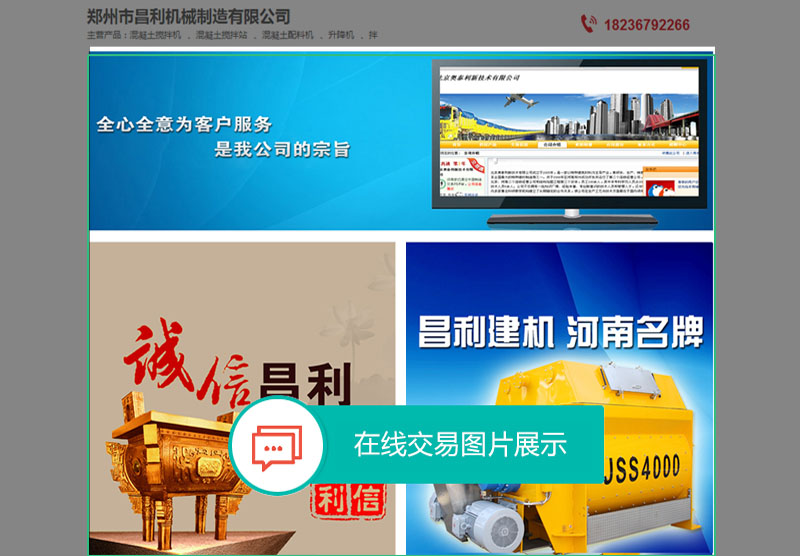 郑州市昌利机械制造有限公司
主营产品：混凝土搅拌机 、混凝土搅拌站 、混凝土配料机 、升降机 、拌
18236792266
北京奥泰利新技术有限公司
全心全意为客户服务
是我公司的宗旨
诚信昌利
昌利建机 河南名牌
在线交易图片展示
JSS4000
利信